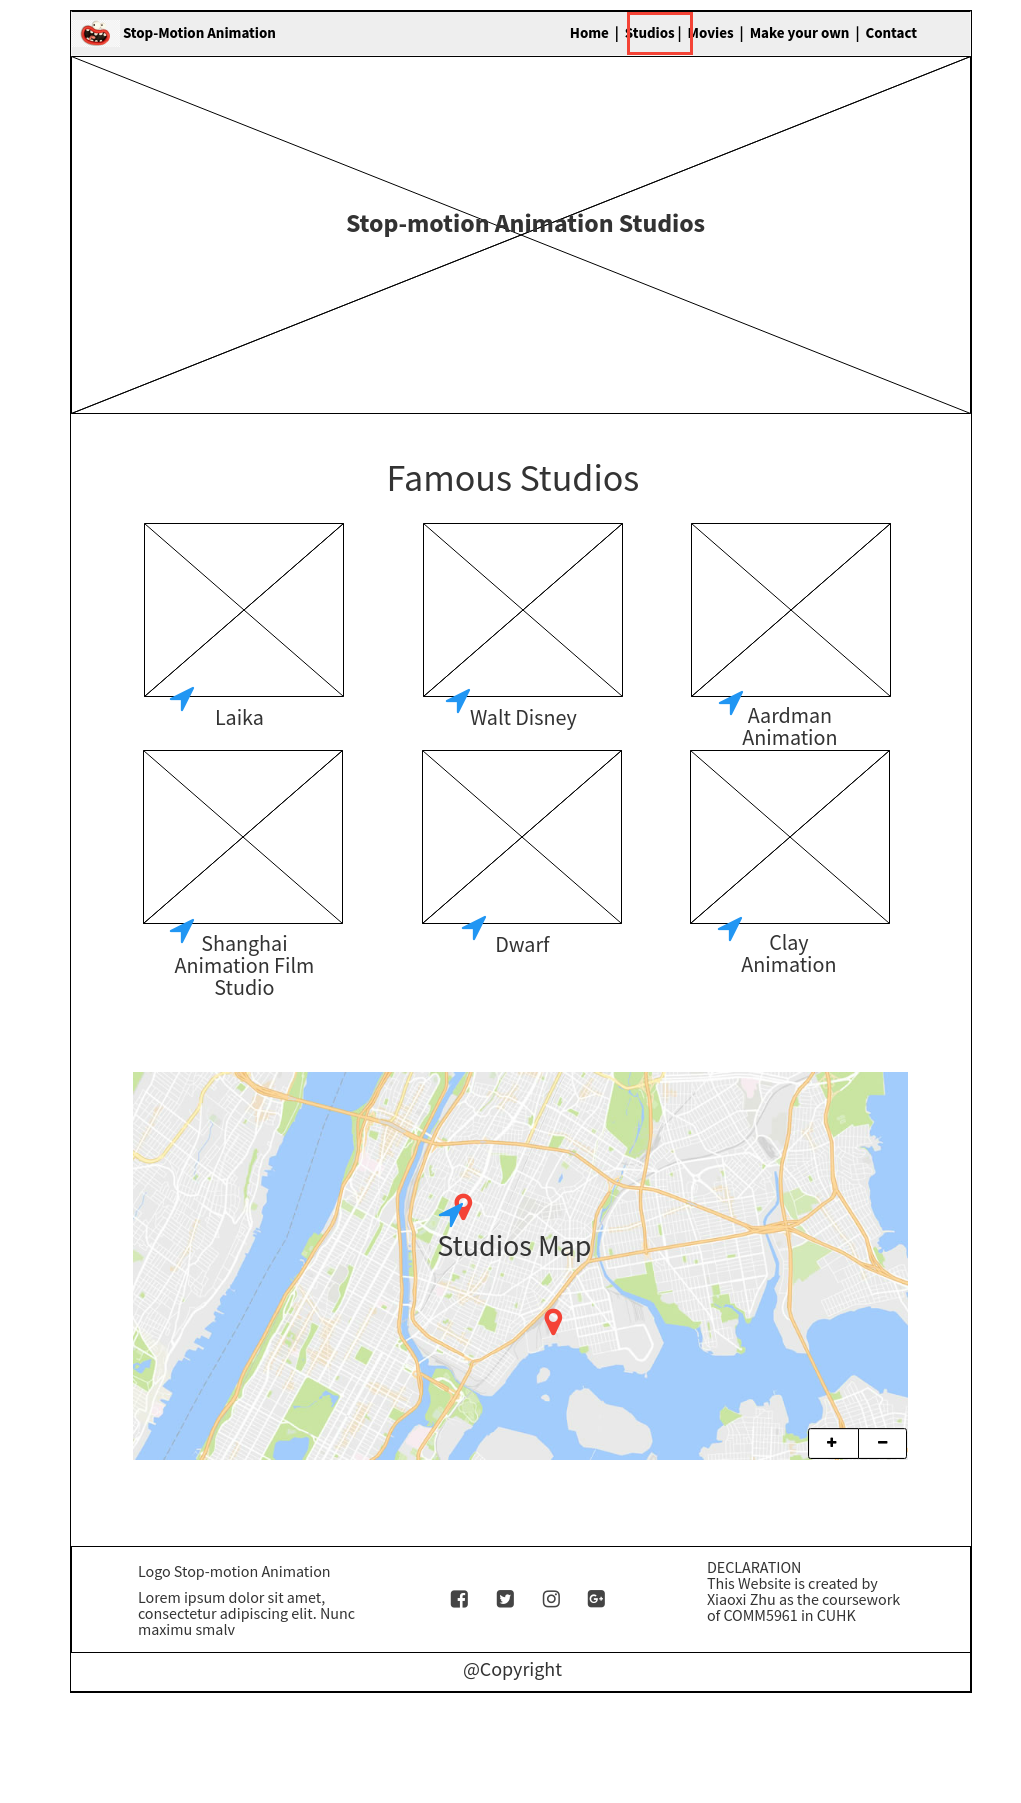 Stop-Motion Animation
Home | Studios | Movies | Make your own | Contact
Stop-motion Animation Studios
Famous Studios
Laika
Walt Disney
Aardman
Animation
Shanghai
Animation Film
Studio
Dwarf
Clay
Animation
Studios Map
+ −
Logo Stop-motion Animation
Lorem ipsum dolor sit amet,
consectetur adipiscing elit. Nunc
maximu smalv
DECLARATION
This Website is created by
Xiaoxi Zhu as the coursework
of COMM5961 in CUHK
@Copyright